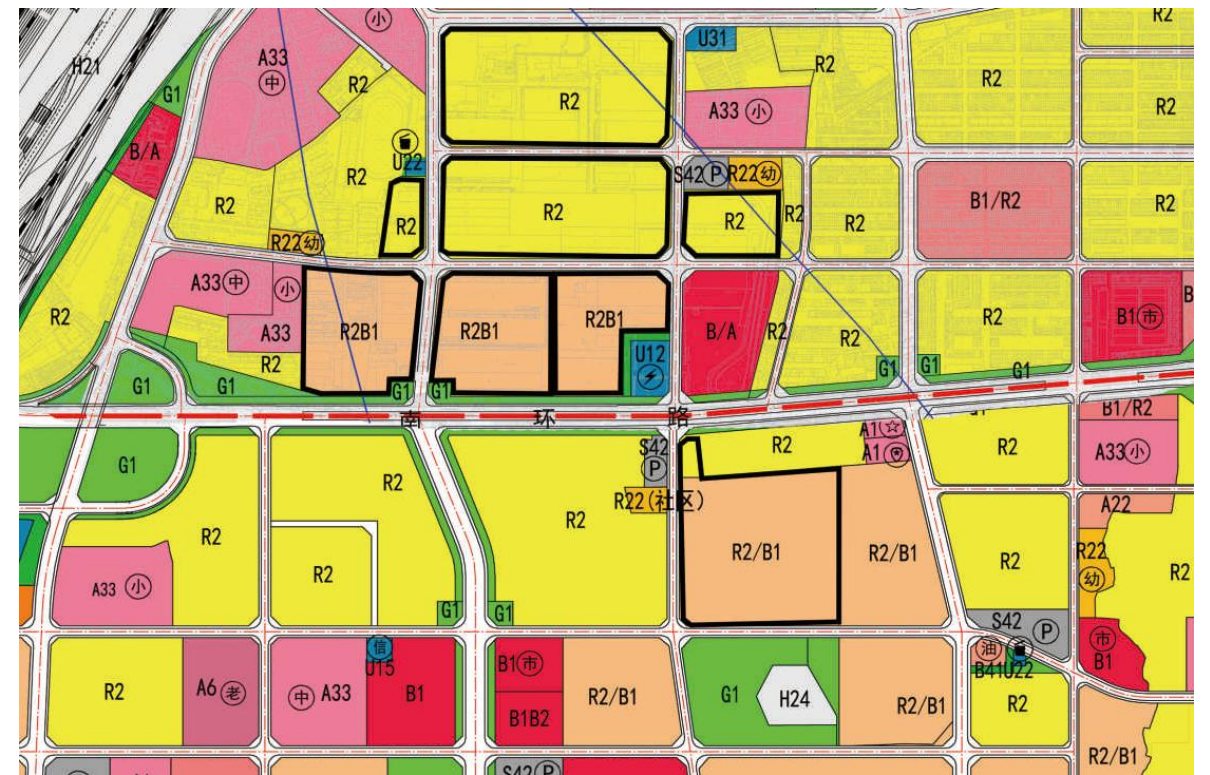 小
R2
H21
A33
中
R2
G1
U31
R2
R2
R2
R2
A33 小
B/A
U22
R2
S42 P R22 幼
R2
R2
R2
R2
R2
R2
R2
B1/R2
R2
R22 幼
A33 中
小
R2
A33
R2
R2B1
R2B1
R2B1
U12
B/A
R2
R2
R2
B1 市
B
G1
G1
G1
G1
G1
G1
G1
南环路
B1/R2
G1
R2
S42
P
R2
A1 ☆
A1
R2
A33 小
R22(社区)
R2
R2
R2
R2/B1
R2/B1
A22
R22
幼
R2
R2
A33 小
G1
G1
S42 P
市
B1
信
U15
油
B41 U22
R2
A6 老
中 A33
B1
B1 市
B1B2
R2/B1
G1
H24
R2/B1
R2
R2/B1
S42 P